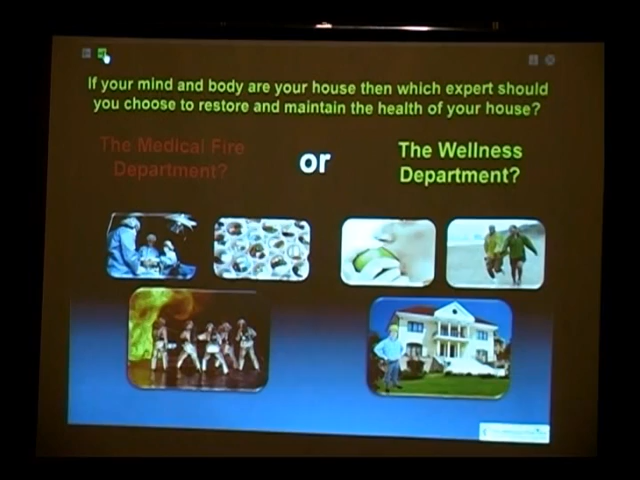 If your mind and body are your house then which expert should
you choose to restore and maintain the health of your house?
The Medical Fire
Department?
or
The Wellness
Department?